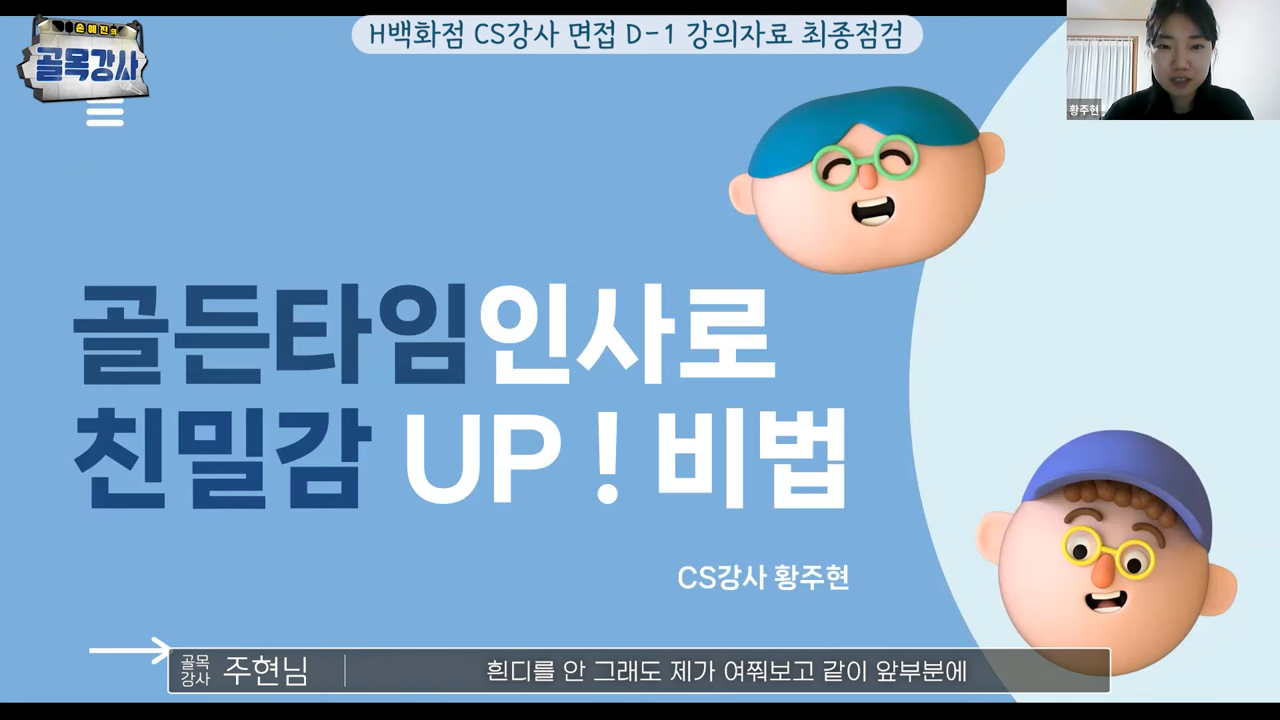 손예진의
골목강사
H백화점 CS강사 면접 D-1 강의자료 최종점검
황주현
골든타임인사로
친밀감 UP ! 비법
CS강사 황주현
골목
강사
주현님
흰디를 안 그래도 제가 여쭤보고 같이 앞부분에